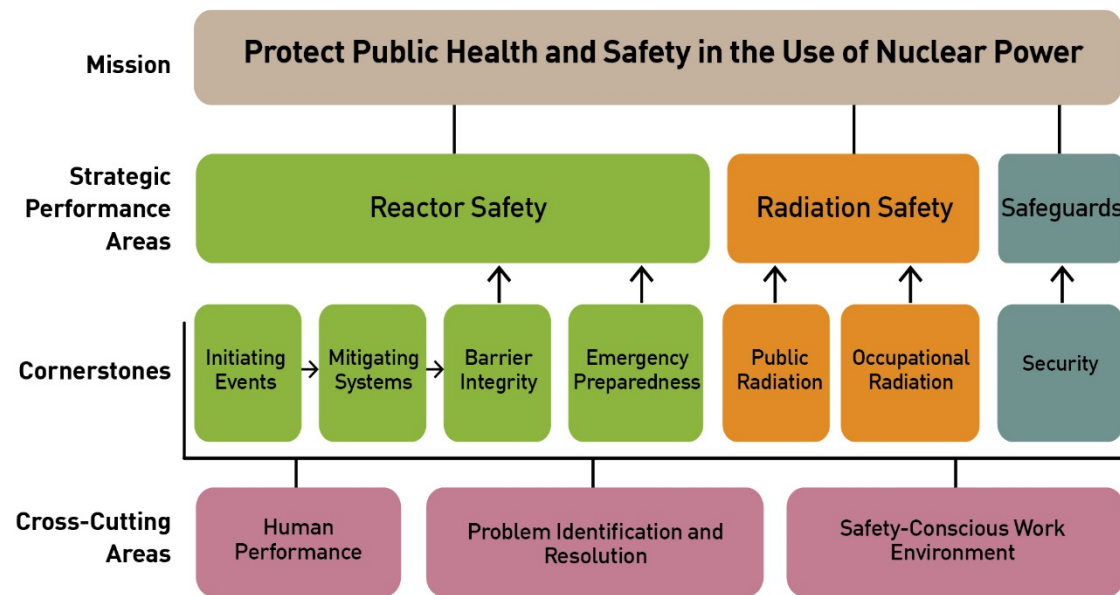 Mission
Protect Public Health and Safety in the Use of Nuclear Power
Strategic
Performance
Areas
Reactor Safety
Radiation Safety
Safeguards
Cornerstones
Initiating
Events
Mitigating
Systems
Barrier
Integrity
Emergency
Preparedness
Public
Radiation
Occupational
Radiation
Security
Cross-Cutting
Areas
Human
Performance
Problem Identification and
Resolution
Safety-Conscious Work
Environment